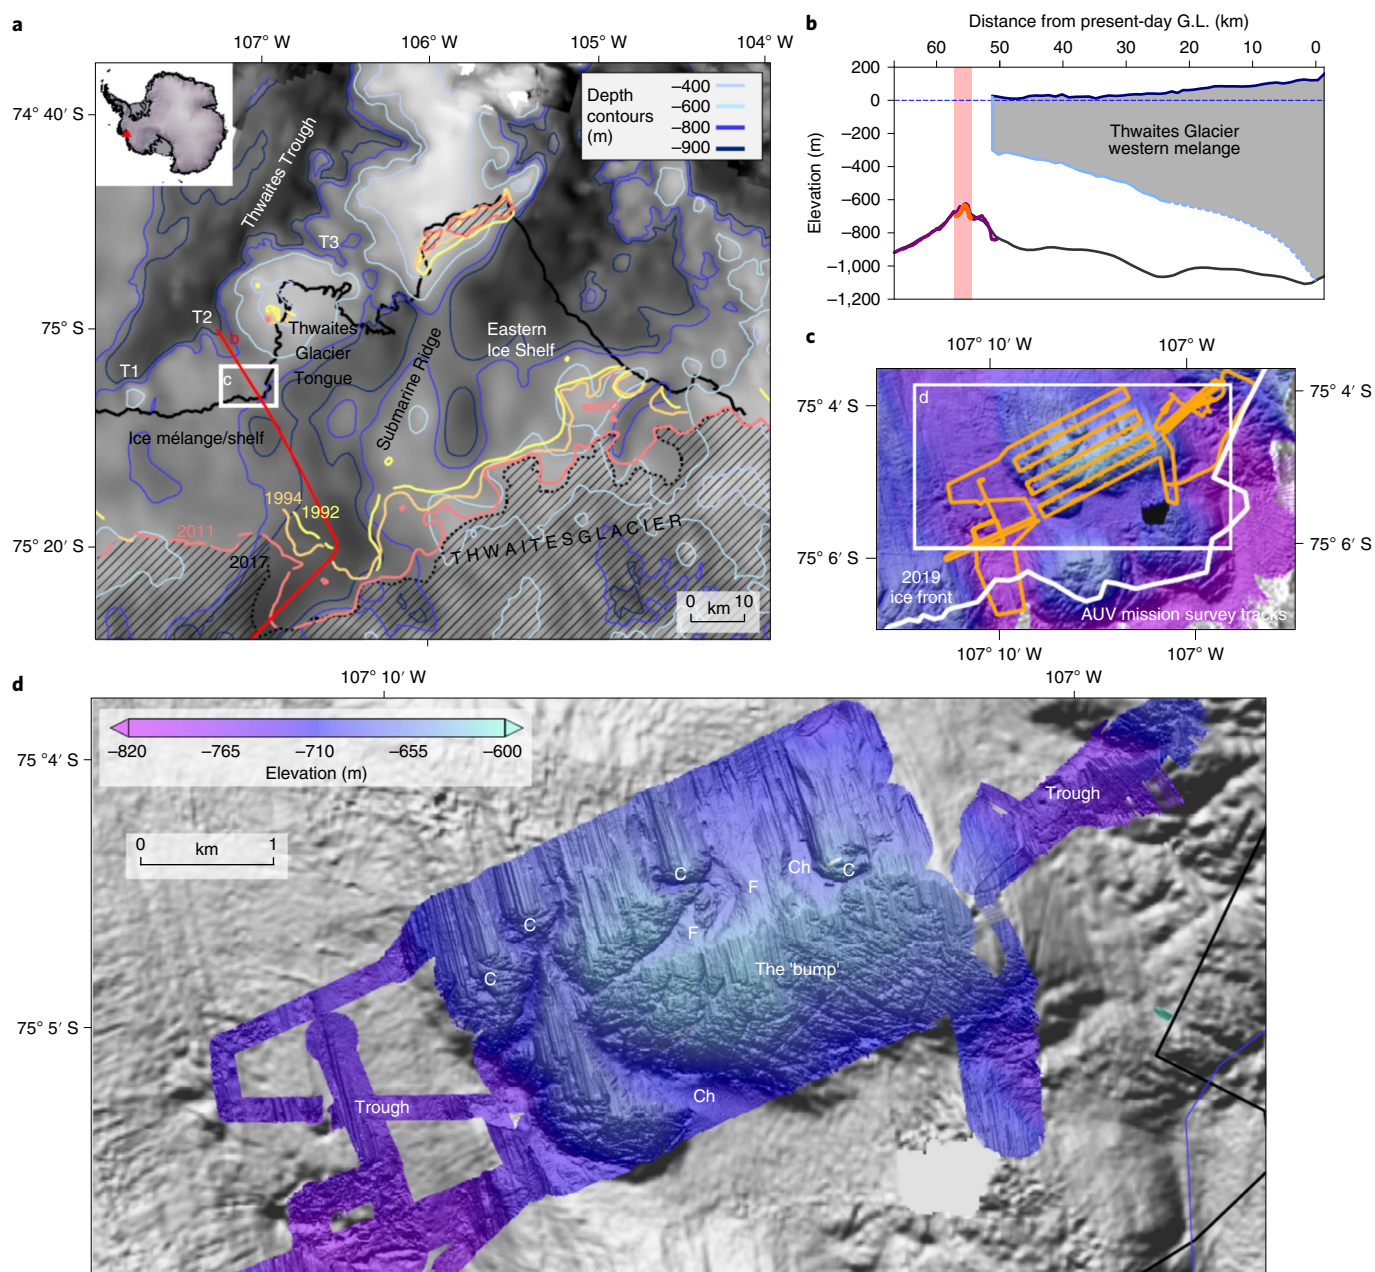 a
107° W
106° W
105° W
104° W
74° 40′ S
75° S
75° 20′ S
Depth
contours
(m)
–400
–600
–800
–900
Thwaites Trough
T3
T2
T1
b
c
Thwaites
Glacier
Tongue
Submarine Ridge
Eastern
Ice Shelf
Ice mélange/shelf
1994
1992
2011
2017
THWAITES GLACIER
0 km 10
b
Distance from present-day G.L. (km)
60 50 40 30 20 10 0
Elevation (m)
200
0
–200
–400
–600
–800
–1,000
–1,200
Thwaites Glacier
western melange
c
107° 10′ W
107° W
75° 4′ S
75° 4′ S
75° 6′ S
75° 6′ S
d
2019
ice front
AUV mission survey tracks
107° 10′ W
107° W
d
107° 10′ W
107° W
75° 4′ S
75° 5′ S
–820 –765 –710 –655 –600
Elevation (m)
0 km 1
Trough
C
Ch
C
F
C
F
The 'bump'
C
Ch
Trough